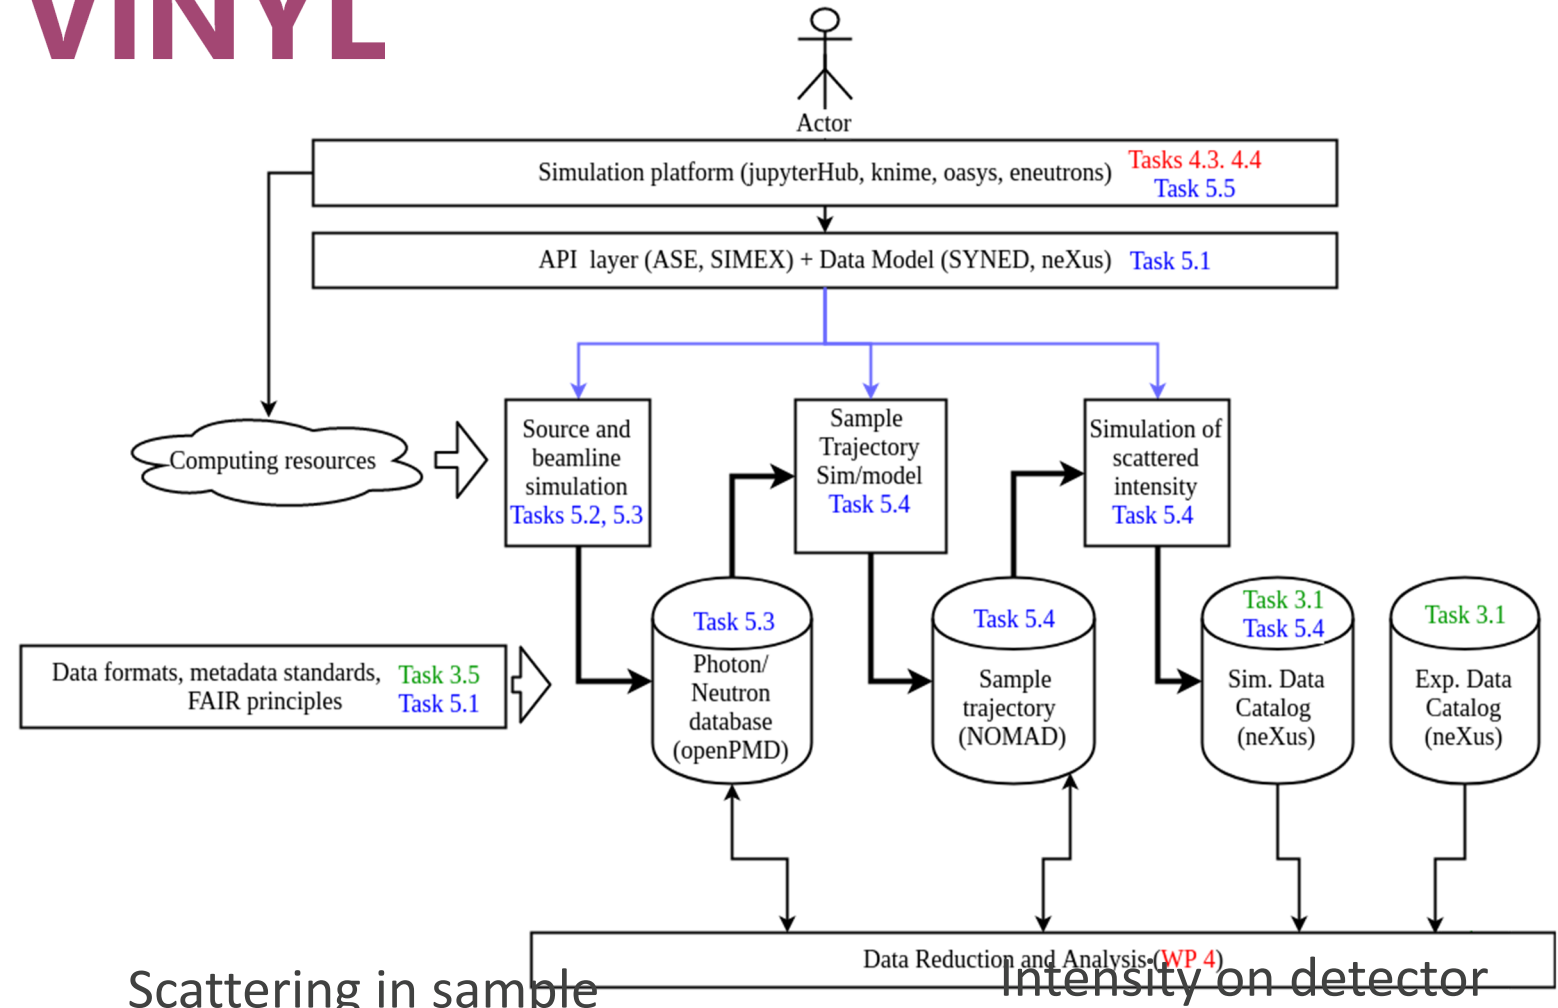 VINYL
Actor
Simulation platform (jupyterHub, knime, oasys, eneutrons)
Tasks 4.3. 4.4
Task 5.5
API layer (ASE, SIMEX) + Data Model (SYNED, neXus)
Task 5.1
Computing resources
Source and
beamline
simulation
Tasks 5.2, 5.3
Sample
Trajectory
Sim/model
Task 5.4
Simulation of
scattered
intensity
Task 5.4
Data formats, metadata standards,
FAIR principles
Task 3.5
Task 5.1
Task 5.3
Photon/
Neutron
database
(openPMD)
Task 5.4
Sample
trajectory
(NOMAD)
Task 3.1
Task 5.4
Sim. Data
Catalog
(neXus)
Task 3.1
Exp. Data
Catalog
(neXus)
Data Reduction and Analysis (WP 4)
Scattering in sample
Intensity on detector